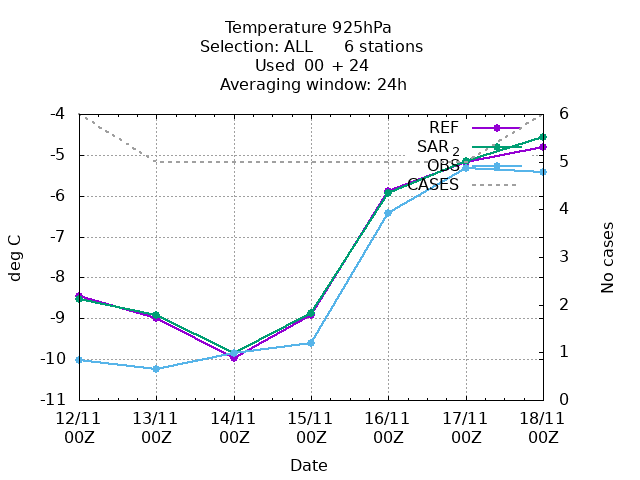 Temperature 925hPa
Selection: ALL 6 stations
Used 00 + 24
Averaging window: 24h
-4
-5
-6
-7
-8
-9
-10
-11
deg C
6
5
4
3
2
1
0
No cases
REF
SAR 2
OBS
CASES
12/11 13/11 14/11 15/11 16/11 17/11 18/11
00Z 00Z 00Z 00Z 00Z 00Z 00Z
Date